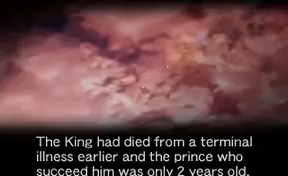 The King had died from a terminal
illness earlier and the prince who
succeed him was only 2 years old.